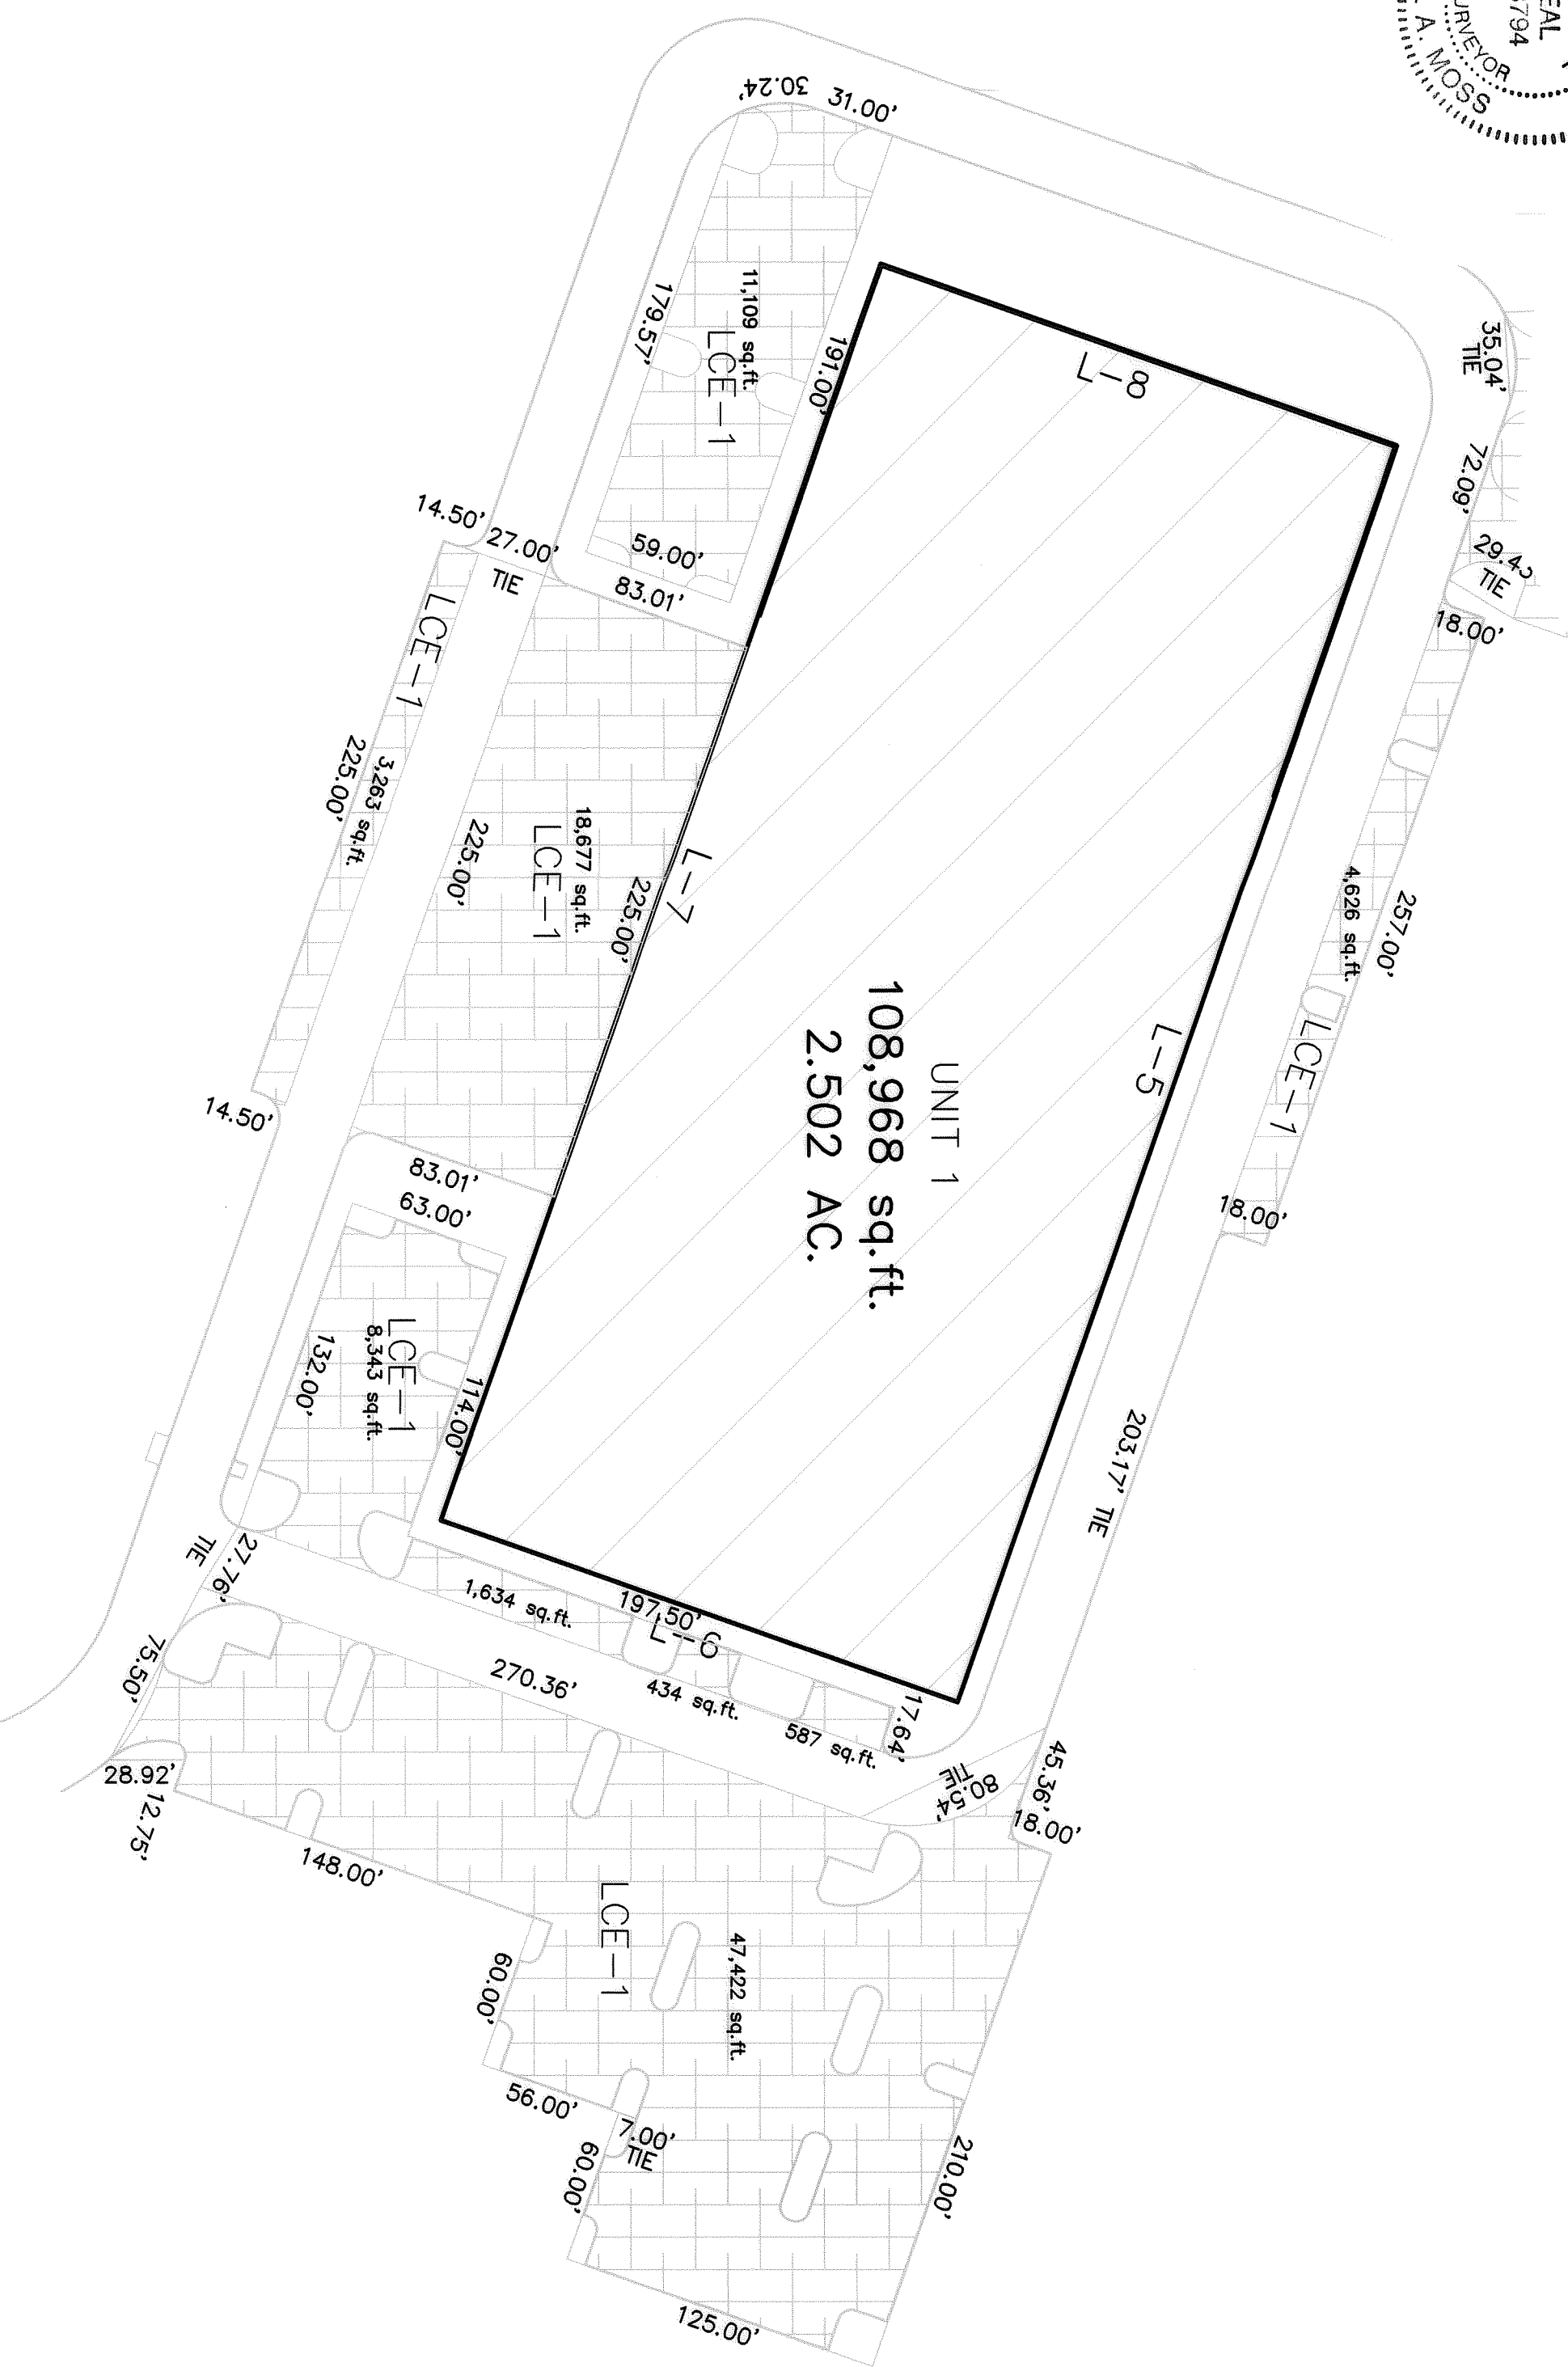 EAL
5794
SURVEYOR
A. MOSS
30.24'
31.00'
35.04'
TIE
72.09'
TIE
18.00'
L-8
11,109 sq.ft.
LCE-1
179.57'
191.00'
14.50'
27.00'
TIE
59.00'
83.01'
LCE-1
3,263 sq.ft.
225.00'
225.00'
18,677 sq.ft.
LCE-1
225.00'
L-7
UNIT 1
108,968 sq.ft.
2.502 AC.
L-5
257.00'
4,626 sq.ft.
LCE-1
18.00'
14.50'
83.01'
63.00'
LCE-1
8,343 sq.ft.
132.00'
114.00'
203.17' TIE
27.76'
TIE
1,634 sq.ft.
197.50'
L-6
434 sq.ft.
587 sq.ft.
17.64'
270.36'
75.50'
28.92'
12.75'
148.00'
80.54'
TIE
45.36'
18.00'
LCE-1
47,422 sq.ft.
60.00'
56.00'
7.00'
TIE
60.00'
210.00'
125.00'